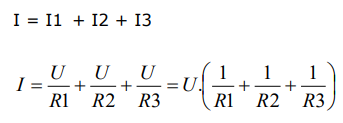 I = I1 + I2 + I3
I = U/R1 + U/R2 + U/R3 = U.(1/R1 + 1/R2 + 1/R3)